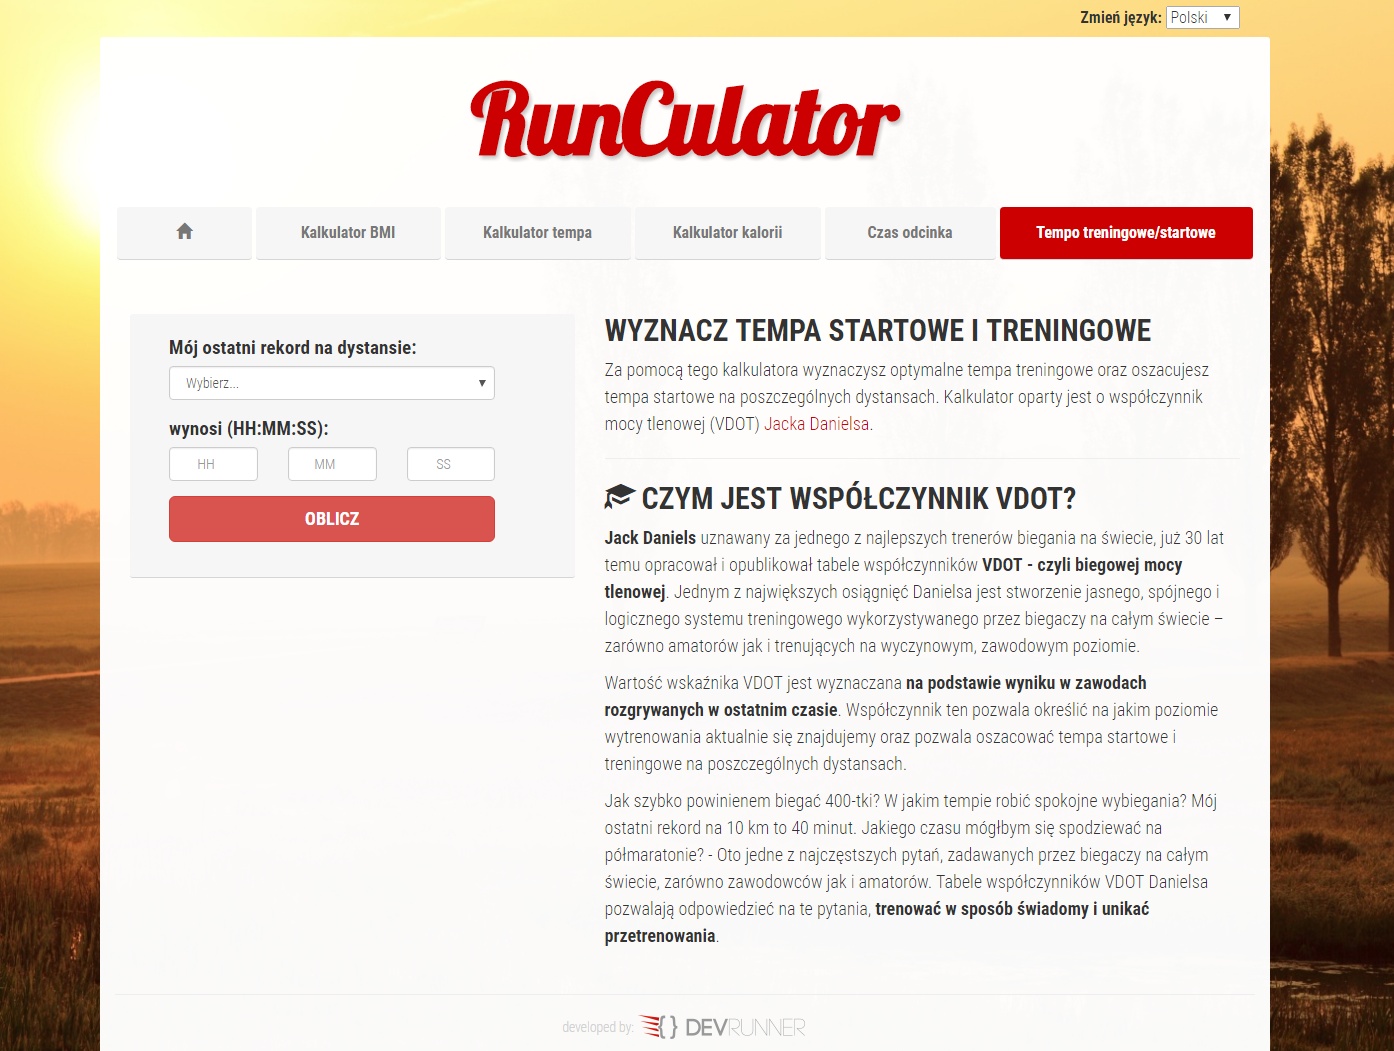 Zmień język: Polski
RunCulator
Kalkulator BMI
Kalkulator tempa
Kalkulator kalorii
Czas odcinka
Tempo treningowe/startowe
Mój ostatni rekord na dystansie:
Wybierz...
wynosi (HH:MM:SS):
HH MM SS
OBLICZ
WYZNACZ TEMPA STARTOWE I TRENINGOWE
Za pomocą tego kalkulatora wyznaczysz optymalne tempa treningowe oraz oszacujesz
tempa startowe na poszczególnych dystansach. Kalkulator oparty jest o współczynnik
mocy tlenowej (VDOT) Jacka Danielsa.
CZYM JEST WSPÓŁCZYNNIK VDOT?
Jack Daniels uznawany za jednego z najlepszych trenerów biegania na świecie, już 30 lat
temu opracował i opublikował tabele współczynników VDOT - czyli biegowej mocy
tlenowej. Jednym z największych osiągnięć Danielsa jest stworzenie jasnego, spójnego i
logicznego systemu treningowego wykorzystywanego przez biegaczy na całym świecie –
zarówno amatorów jak i trenujących na wyczynowym, zawodowym poziomie.
Wartość wskaźnika VDOT jest wyznaczana na podstawie wyniku w zawodach
rozgrywanych w ostatnim czasie. Współczynnik ten pozwala określić na jakim poziomie
wytrenowania aktualnie się znajdujemy oraz pozwala oszacować tempa startowe i
treningowe na poszczególnych dystansach.
Jak szybko powinienem biegać 400-tki? W jakim tempie robić spokojne wybiegania? Mój
ostatni rekord na 10 km to 40 minut. Jakiego czasu mógłbym się spodziewać na
półmaratonie? - Oto jedne z najczęstszych pytań, zadawanych przez biegaczy na całym
świecie, zarówno zawodowców jak i amatorów. Tabele współczynników VDOT Danielsa
pozwalają odpowiedzieć na te pytania, trenować w sposób świadomy i unikać
przetrenowania.
developed by: { } DEVRUNNER